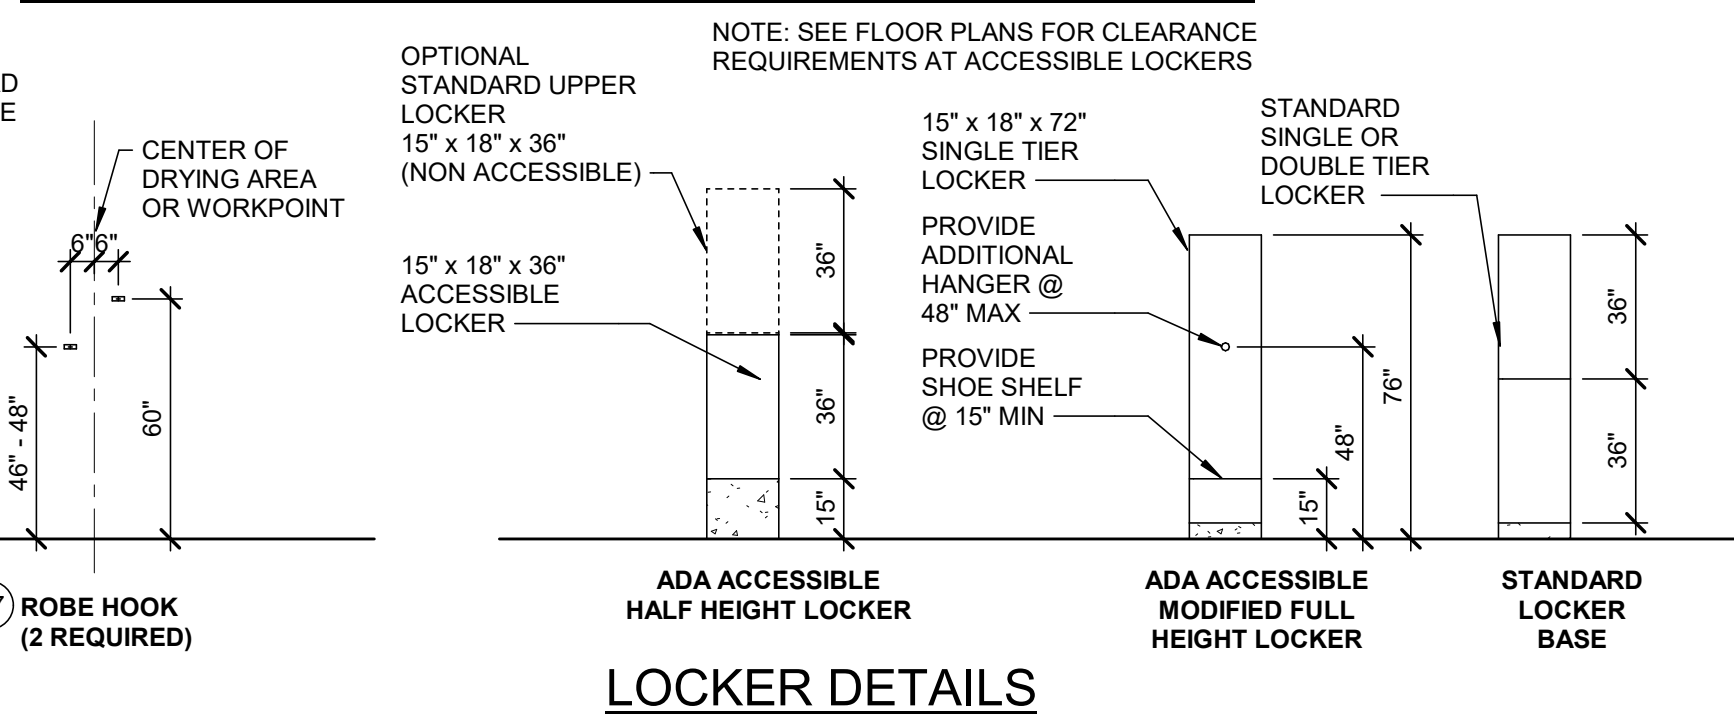 NOTE: SEE FLOOR PLANS FOR CLEARANCE
REQUIREMENTS AT ACCESSIBLE LOCKERS
CENTER OF
DRYING AREA
OR WORKPOINT
6"
6"
46" - 48"
60"
ROBE HOOK
(2 REQUIRED)
OPTIONAL
STANDARD UPPER
LOCKER
15" x 18" x 36"
(NON ACCESSIBLE)
15" x 18" x 36"
ACCESSIBLE
LOCKER
36"
36"
15"
ADA ACCESSIBLE
HALF HEIGHT LOCKER
15" x 18" x 72"
SINGLE TIER
LOCKER
PROVIDE
ADDITIONAL
HANGER @
48" MAX
PROVIDE
SHOE SHELF
@ 15" MIN
15"
48"
76"
ADA ACCESSIBLE
MODIFIED FULL
HEIGHT LOCKER
STANDARD
SINGLE OR
DOUBLE TIER
LOCKER
36"
36"
STANDARD
LOCKER
BASE
LOCKER DETAILS